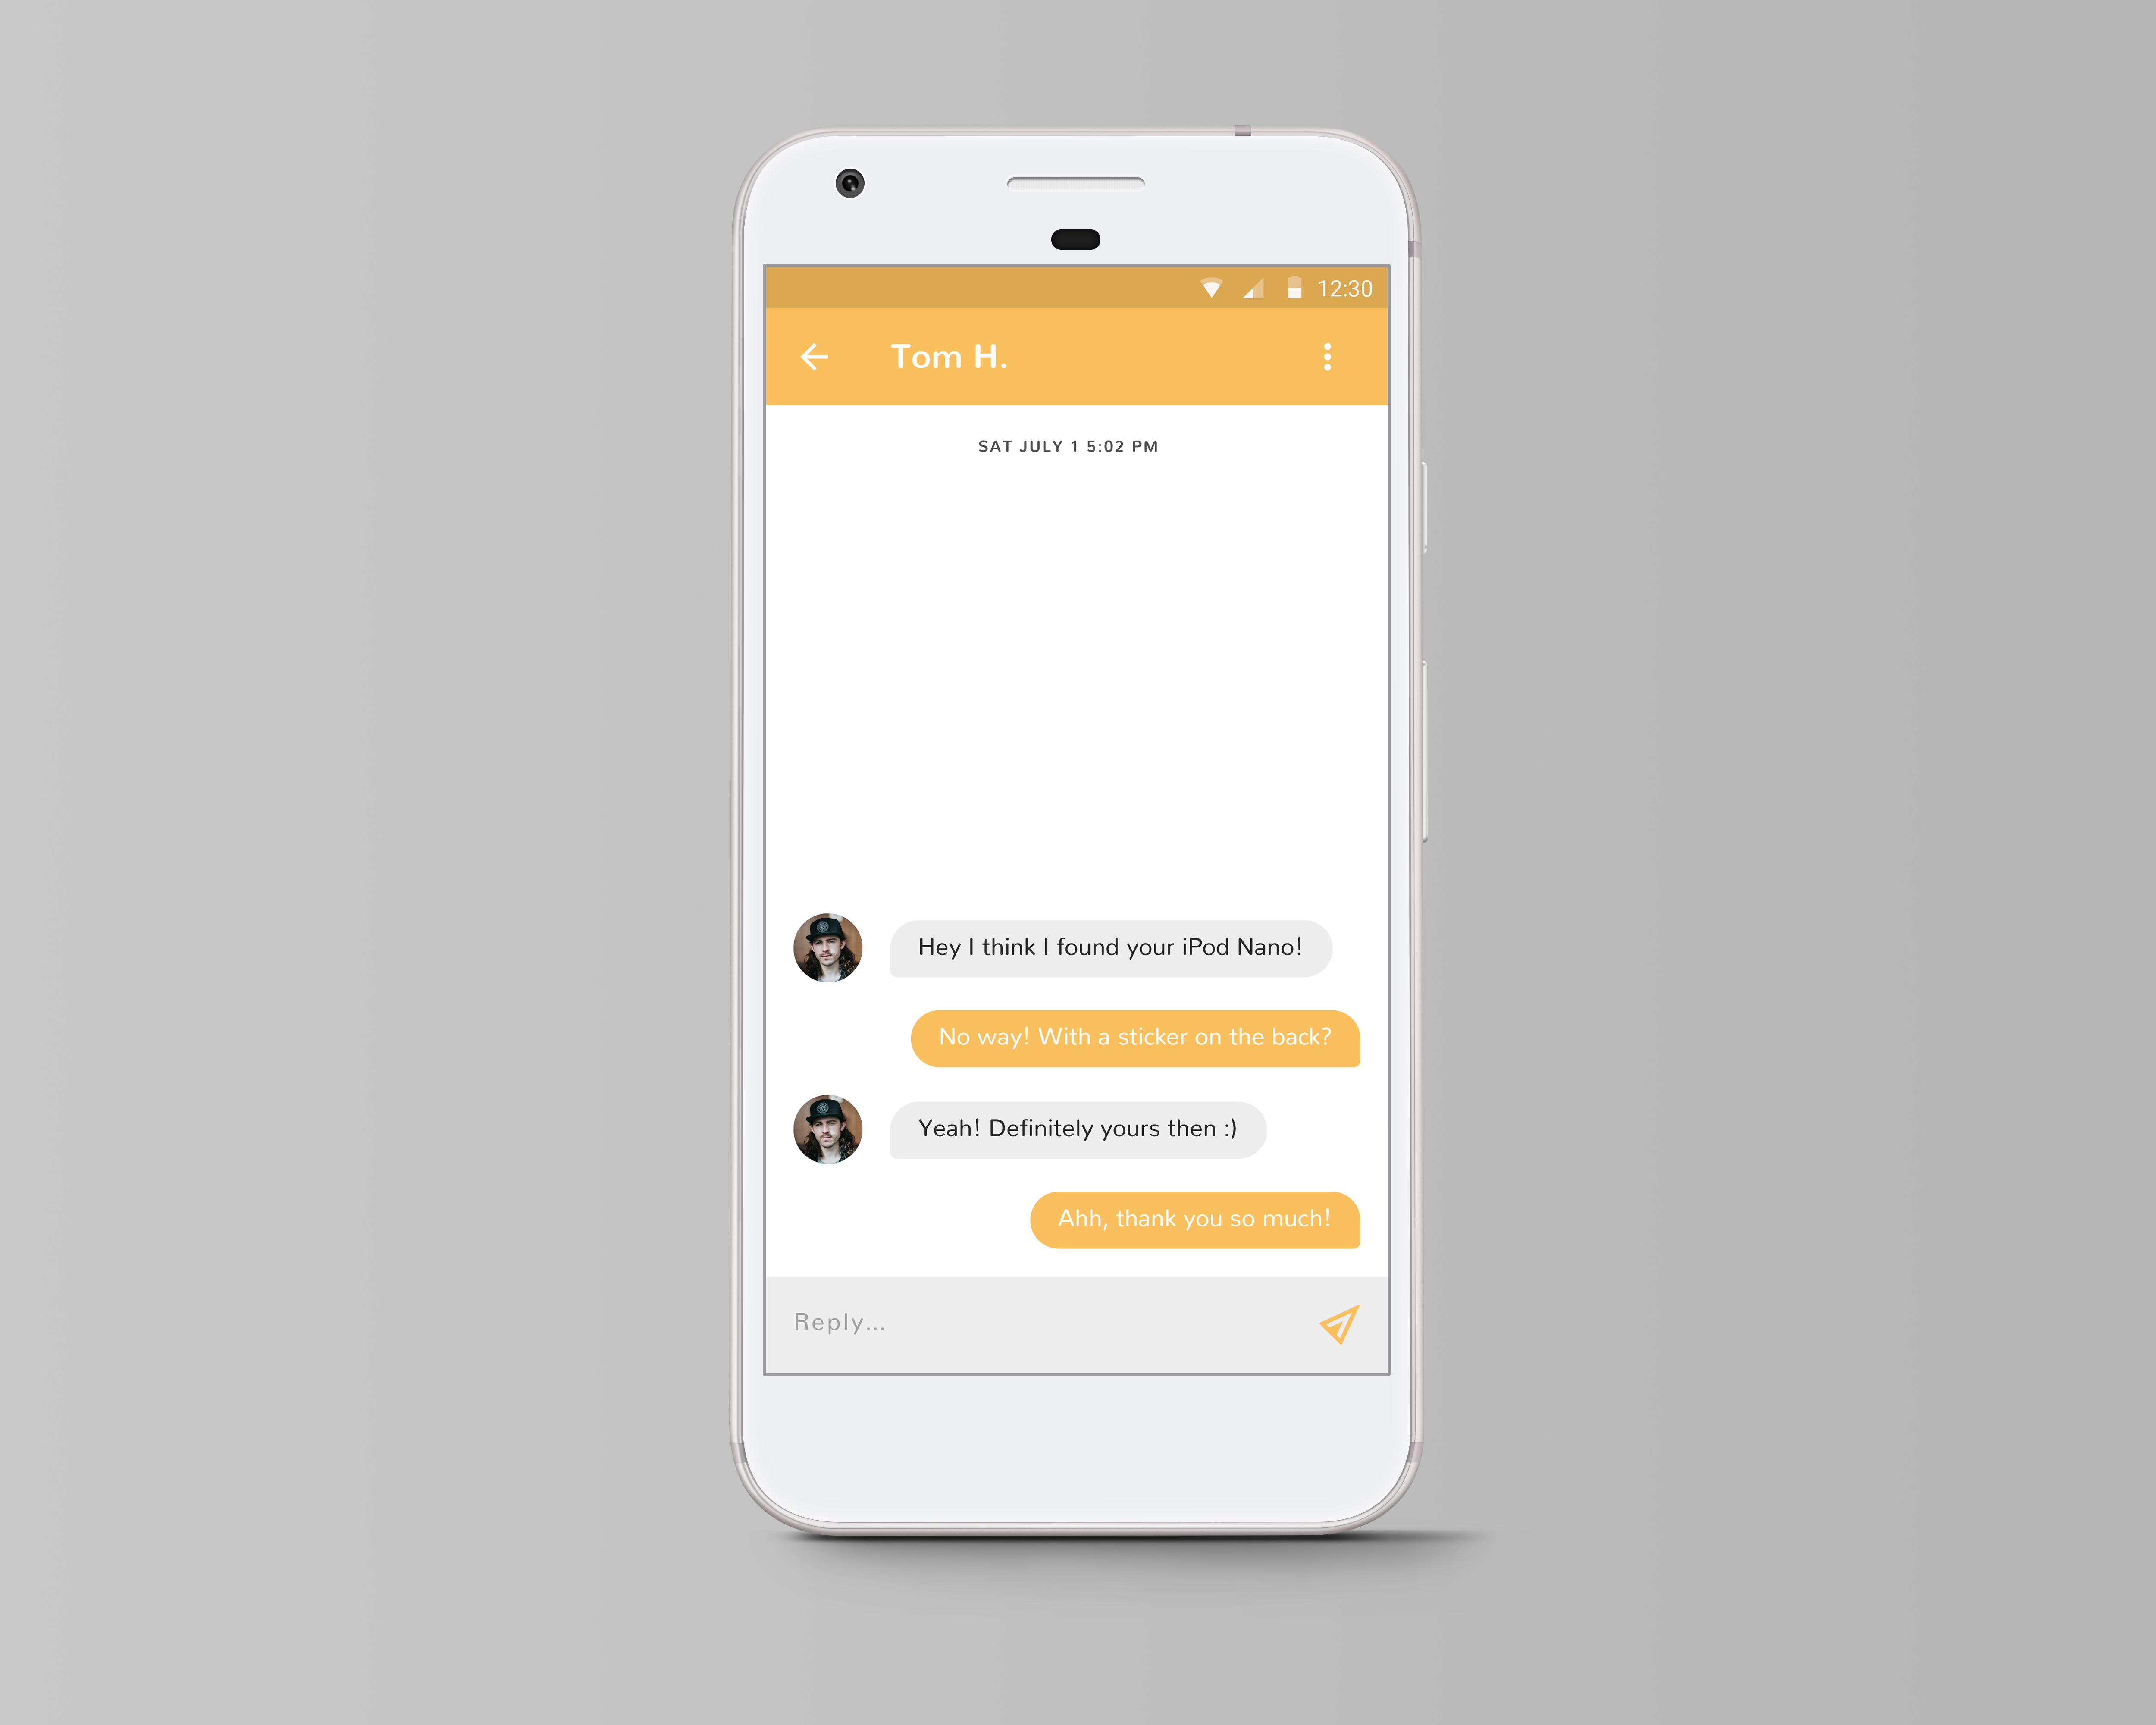 12:30
Tom H.
SAT JULY 1 5:02 PM
Hey I think I found your iPod Nano!
No way! With a sticker on the back?
Yeah! Definitely yours then :)
Ahh, thank you so much!
Reply...